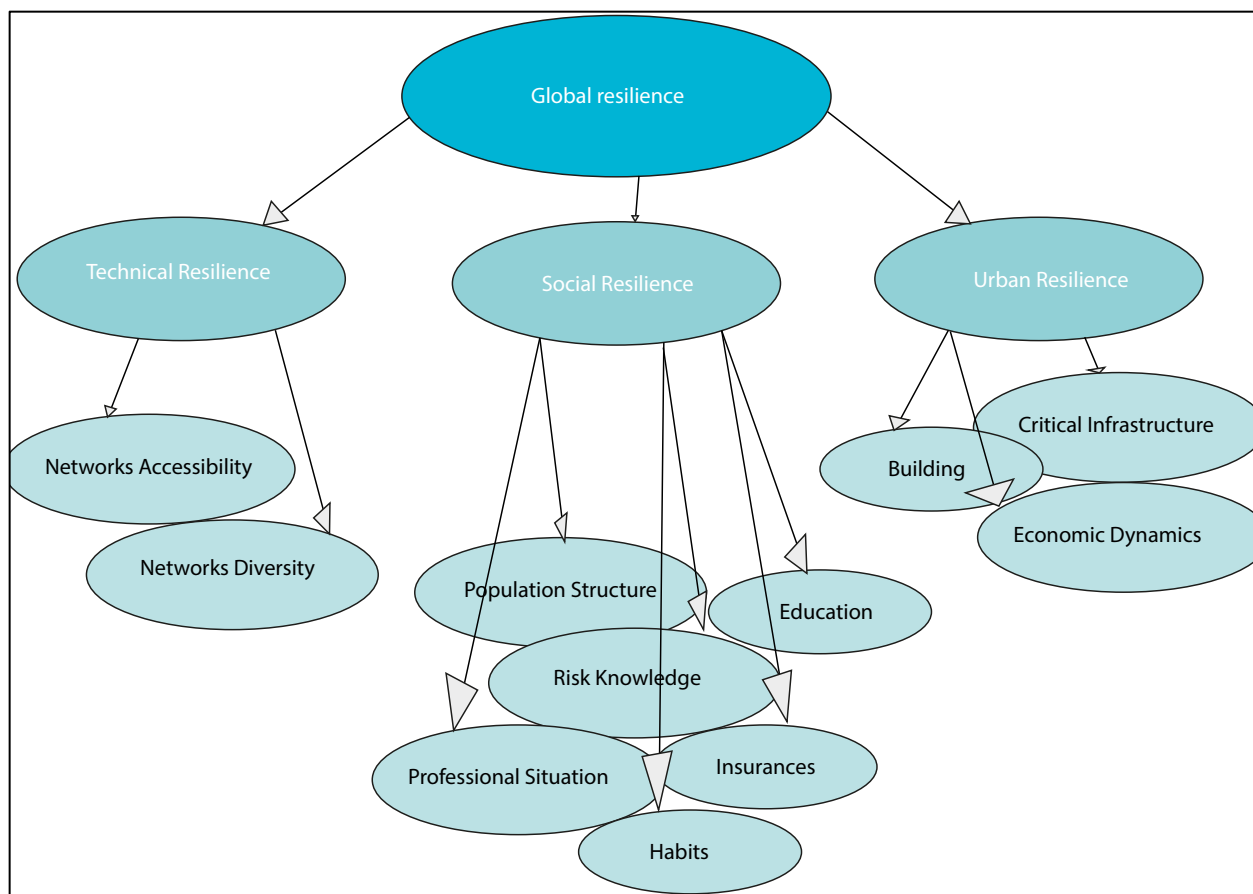 Global resilience
Technical Resilience
Social Resilience
Urban Resilience
Networks Accessibility
Networks Diversity
Population Structure
Education
Risk Knowledge
Professional Situation
Insurances
Habits
Building
Critical Infrastructure
Economic Dynamics